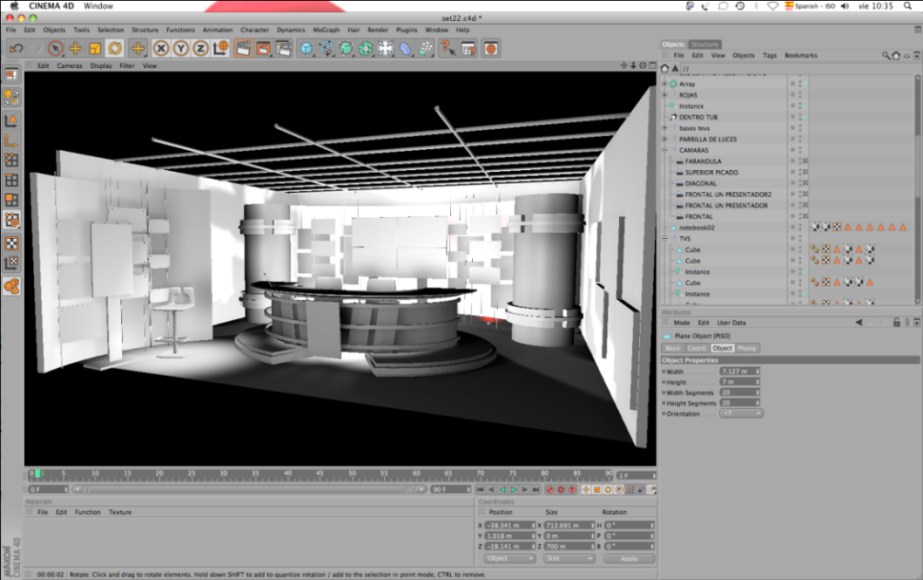 CINEMA 4D Window
Spanish - ISO vie 10:35
set22.c4d *
File Edit Objects Tools Selection Structure Functions Animation Character Dynamics MoGraph Hair Render Plugins Window Help
Edit Cameras Display Filter View
Objects Structure
File Edit View Objects Tags Bookmarks
Array
ROJAS
Instance
DENTRO TUB
bases tevs
PARRILLA DE LUCES
CAMARAS
FARANDULA
SUPERIOR PICADO
DIAGONAL
FRONTAL UN PRESENTADOR2
FRONTAL UN PRESENTADOR
FRONTAL
notebook02
TVS
Cube
Cube
Instance
Cube
Instance
Cube
Attributes
Mode Edit User Data
Plane Object [PISO]
Basic Coord. Object Phong
Object Properties
Width 7.127 m
Height 7 m
Width Segments 20
Height Segments 20
Orientation +Y
0 5 10 15 20 25 30 35 40 45 50 55 60 65 70 75 80 85 90
1 F
0 F 90 F
Materials
File Edit Function Texture
Coordinates
Position Size Rotation
X -38.341 m X 712.691 m H 0 °
Y 1.018 m Y 0 m P 0 °
Z -28.141 m Z 700 m B 0 °
Object Size Apply
MAXON
CINEMA 4D
00:00:02 Rotate: Click and drag to rotate elements. Hold down SHIFT to add to quantize rotation / add to the selection in point mode, CTRL to remove.